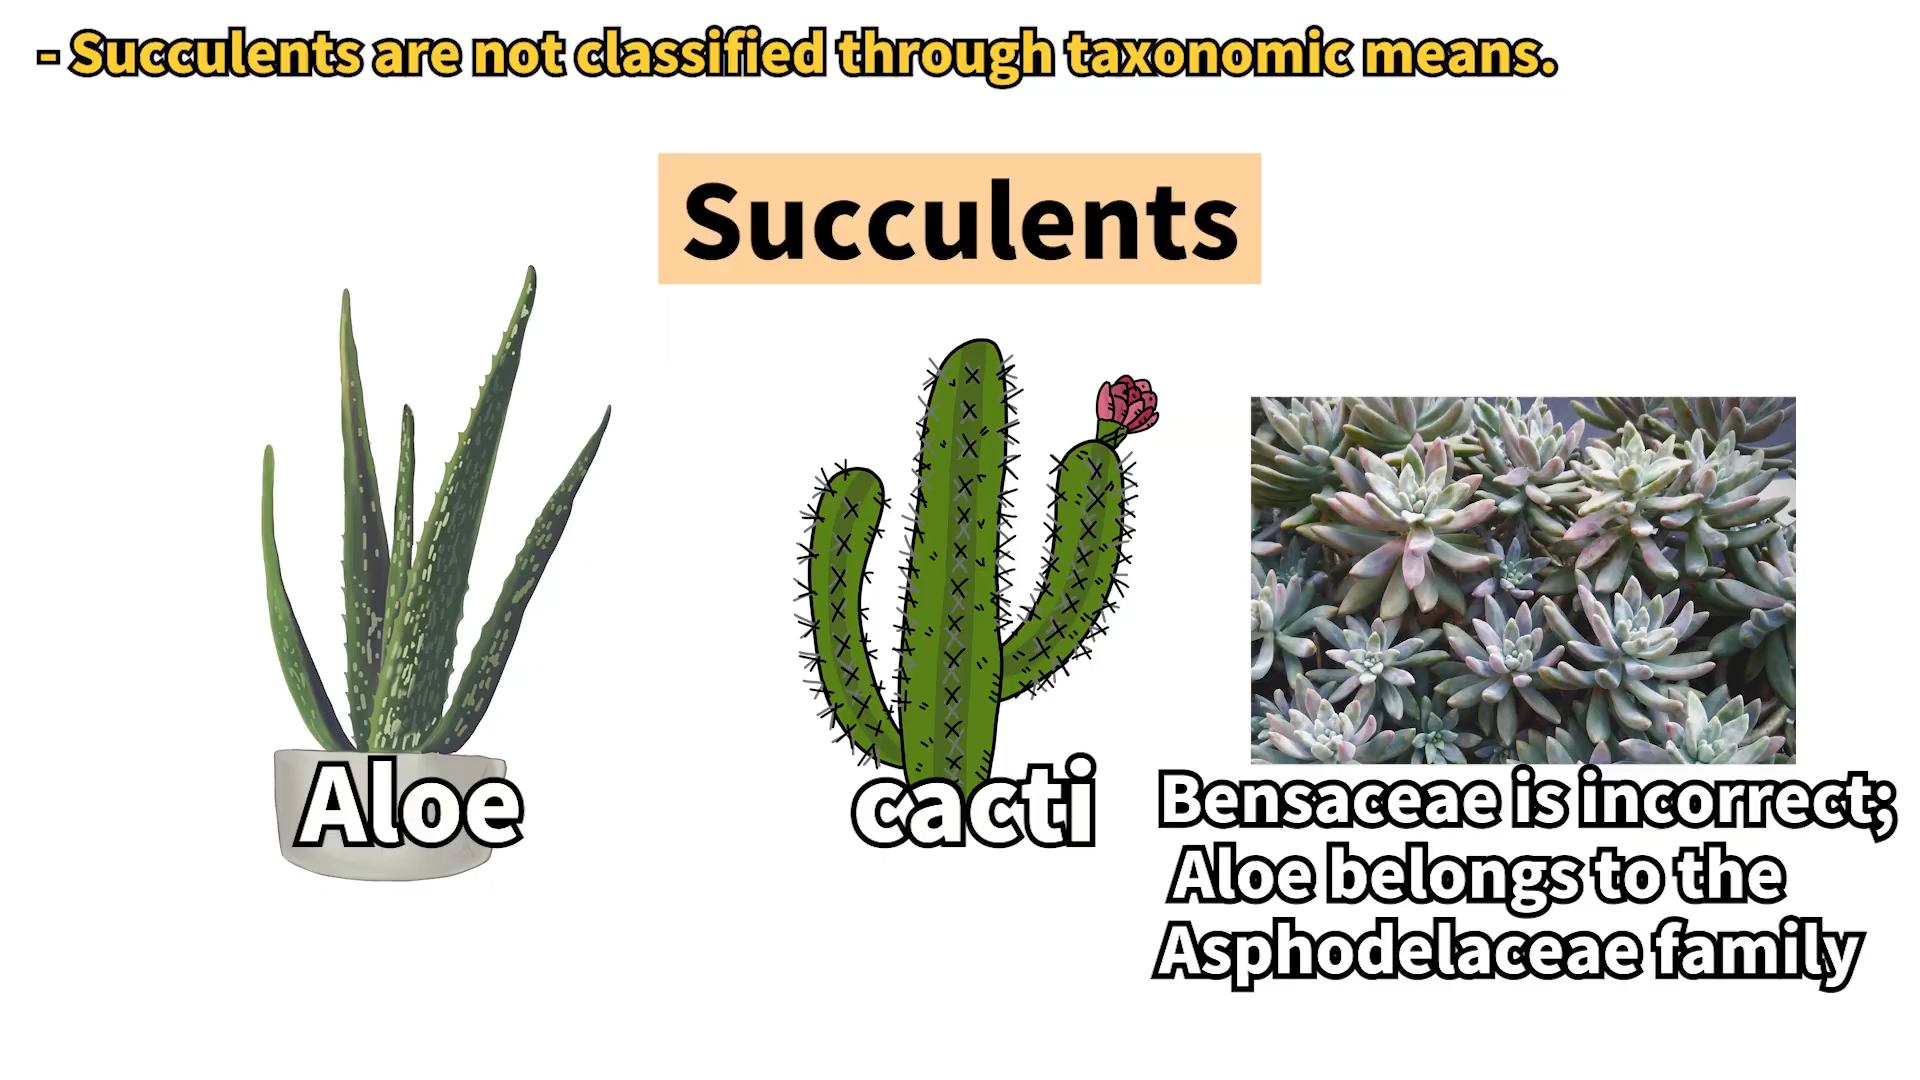 - Succulents are not classified through taxonomic means.
Succulents
Aloe
cacti
Bensaceae is incorrect;
Aloe belongs to the
Asphodelaceae family